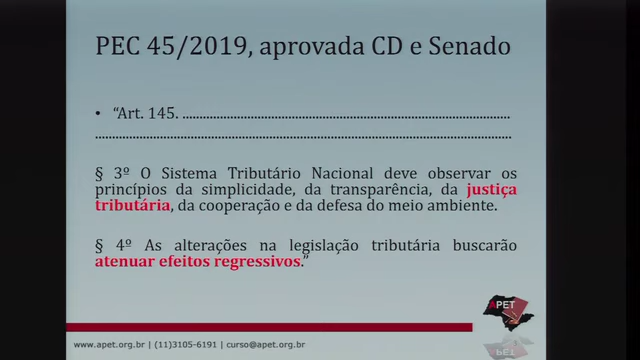 PEC 45/2019, aprovada CD e Senado
• "Art. 145. ..................................................................................
..........................................................................................................
§ 3º O Sistema Tributário Nacional deve observar os
princípios da simplicidade, da transparência, da justiça
tributária, da cooperação e da defesa do meio ambiente.
§ 4º As alterações na legislação tributária buscarão
atenuar efeitos regressivos."
APET
www.apet.org.br | (11)3105-6191 | curso@apet.org.br